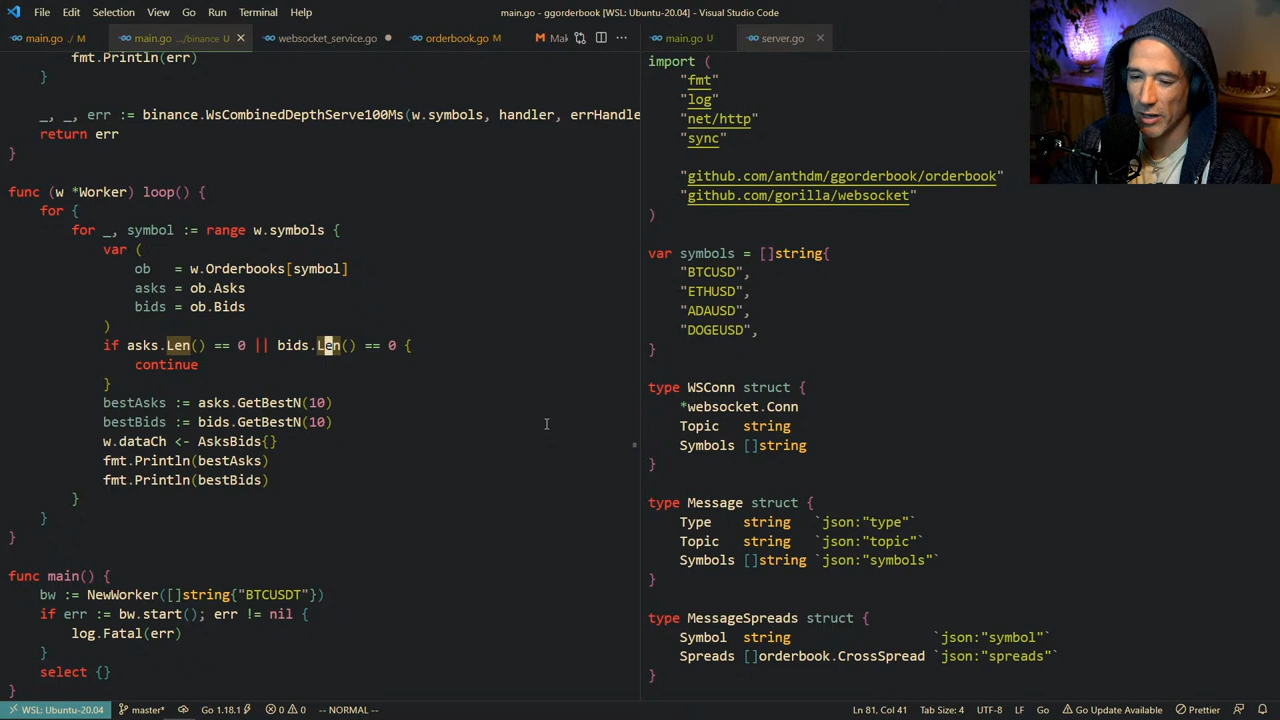 File Edit Selection View Go Run Terminal Help
main.go - ggorderbook [WSL: Ubuntu-20.04] - Visual Studio Code
main.go ./ M
main.go .../binance U
websocket_service.go
orderbook.go M
Mak
main.go U
server.go
fmt.Println(err)
}
_, _, err := binance.WsCombinedDepthServe100Ms(w.symbols, handler, errHandle
return err
}
func (w *Worker) loop() {
for {
for _, symbol := range w.symbols {
var (
ob = w.Orderbooks[symbol]
asks = ob.Asks
bids = ob.Bids
)
if asks.Len() == 0 || bids.Len() == 0 {
continue
}
bestAsks := asks.GetBestN(10)
bestBids := bids.GetBestN(10)
w.dataCh <- AsksBids{}
fmt.Println(bestAsks)
fmt.Println(bestBids)
}
}
}
func main() {
bw := NewWorker([]string{"BTCUSDT"})
if err := bw.start(); err != nil {
log.Fatal(err)
}
select {}
}
import (
"fmt"
"log"
"net/http"
"sync"
"github.com/anthdm/ggorderbook/orderbook"
"github.com/gorilla/websocket"
)
var symbols = []string{
"BTCUSD",
"ETHUSD",
"ADAUSD",
"DOGEUSD",
}
type WSConn struct {
*websocket.Conn
Topic string
Symbols []string
}
type Message struct {
Type string `json:"type"`
Topic string `json:"topic"`
Symbols []string `json:"symbols"`
}
type MessageSpreads struct {
Symbol string `json:"symbol"`
Spreads []orderbook.CrossSpread `json:"spreads"`
}
WSL: Ubuntu-20.04 master* Go 1.18.1 0 0 -- NORMAL -- Ln 81, Col 41 Tab Size: 4 UTF-8 LF Go Go Update Available Prettier